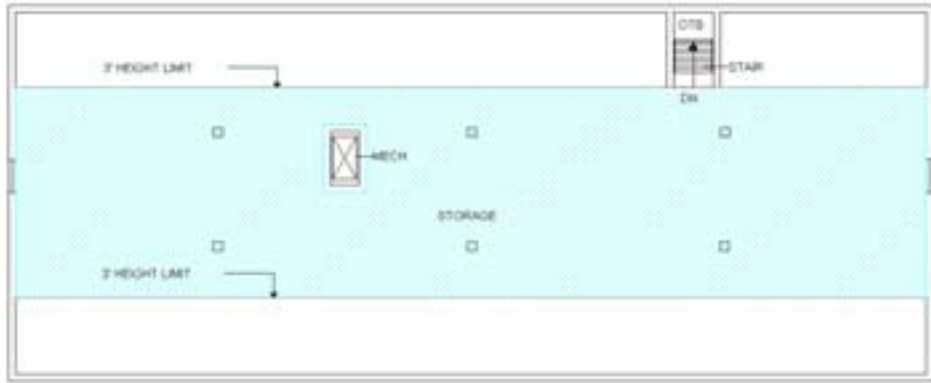 OTB
3' HEIGHT LIMIT
STAIR
DN
MECH
STORAGE
3' HEIGHT LIMIT